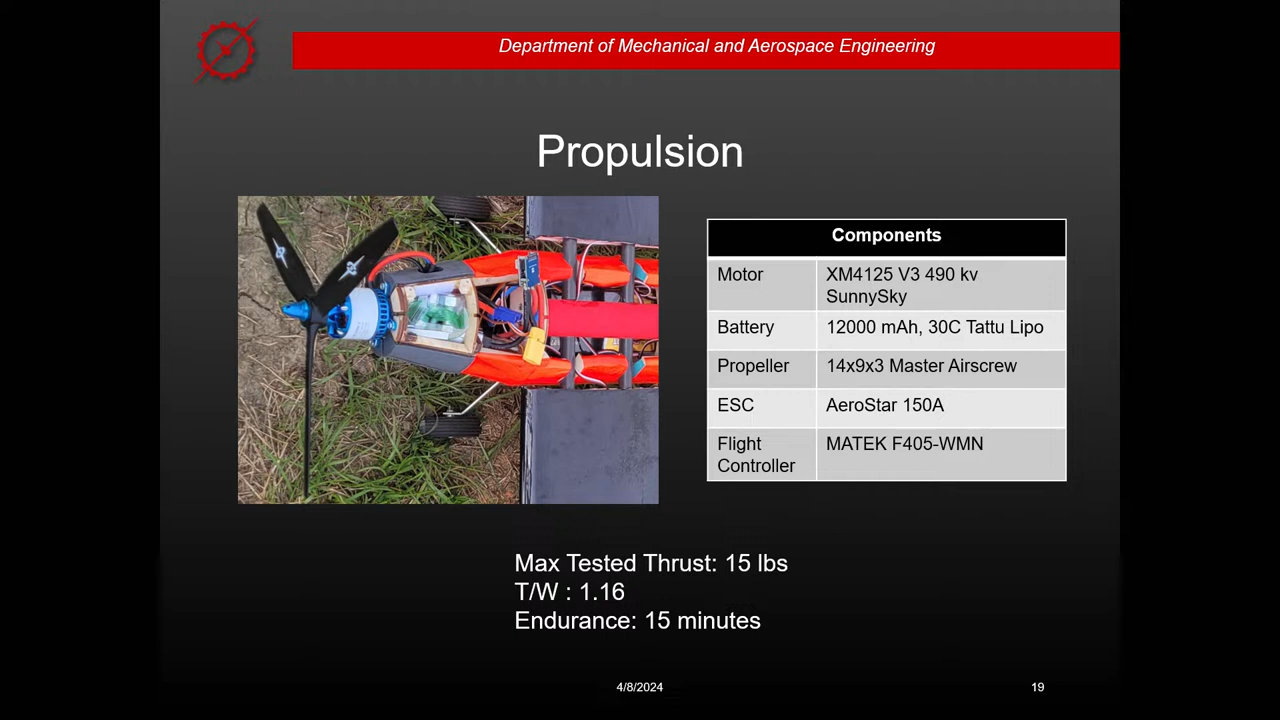 Department of Mechanical and Aerospace Engineering
Propulsion
Components
Motor
XM4125 V3 490 kv
SunnySky
Battery
12000 mAh, 30C Tattu Lipo
Propeller
14x9x3 Master Airscrew
ESC
AeroStar 150A
Flight
Controller
MATEK F405-WMN
Max Tested Thrust: 15 lbs
T/W : 1.16
Endurance: 15 minutes
4/8/2024
19